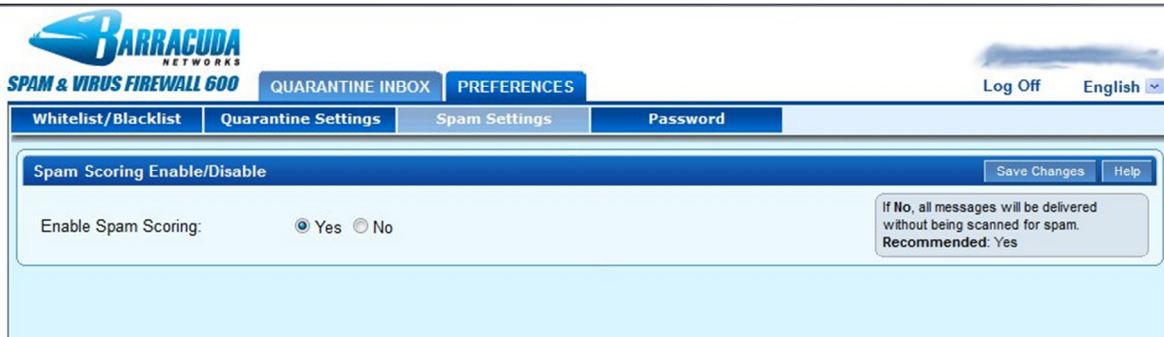 BARRACUDA
NETWORKS
SPAM & VIRUS FIREWALL 600
QUARANTINE INBOX PREFERENCES
Log Off English
Whitelist/Blacklist Quarantine Settings Spam Settings Password
Spam Scoring Enable/Disable
Save Changes Help
Enable Spam Scoring: Yes No
If No, all messages will be delivered
without being scanned for spam.
Recommended: Yes